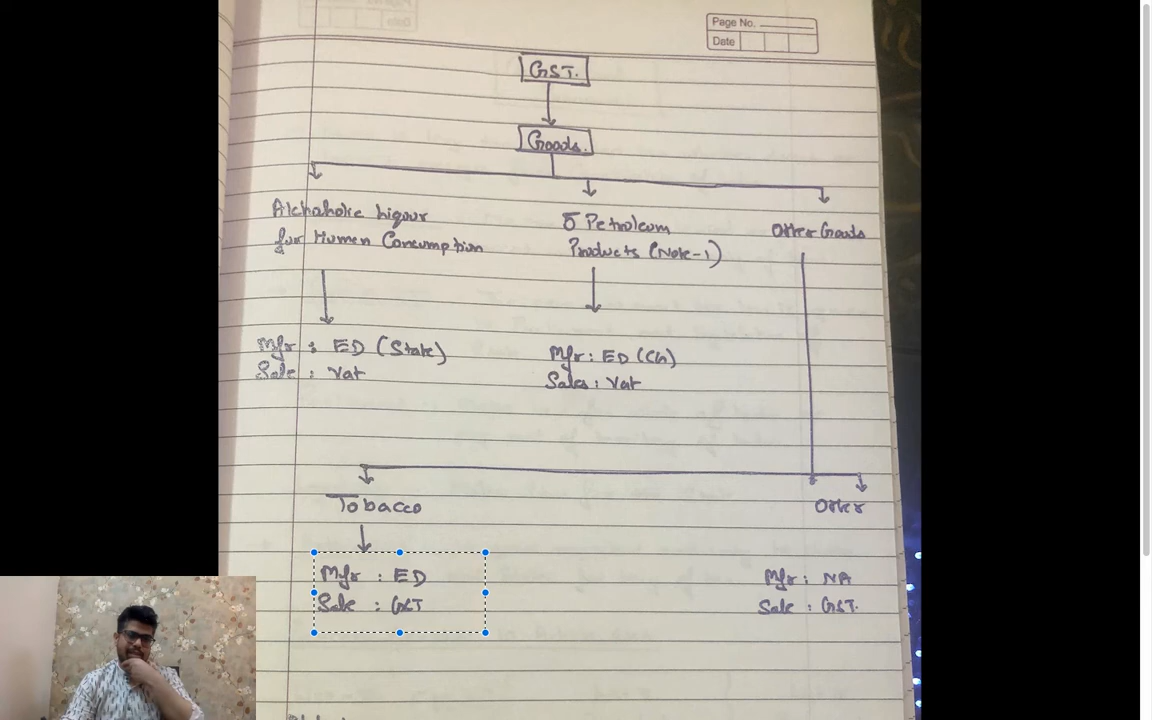 Page No.
Date
GST.
Goods.
Alchaholic liquor
for Human Consumption
5 Petroleum
Products (Note-1)
Other Goods
Mfr : ED (State)
Sale : Vat
Mfr : ED (CG)
Sales : Vat
Tobacco
Other
Mfr : ED
Sale : GST
Mfr : NA
Sale : GST.